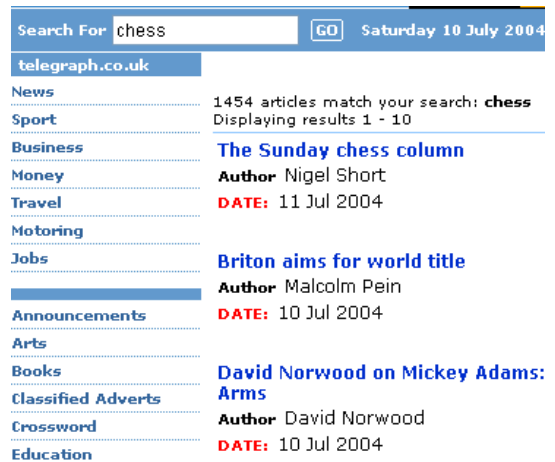 Search For chess GO Saturday 10 July 2004
telegraph.co.uk
News
Sport
Business
Money
Travel
Motoring
Jobs
Announcements
Arts
Books
Classified Adverts
Crossword
Education
1454 articles match your search: chess
Displaying results 1 - 10
The Sunday chess column
Author Nigel Short
DATE: 11 Jul 2004
Briton aims for world title
Author Malcolm Pein
DATE: 10 Jul 2004
David Norwood on Mickey Adams:
Arms
Author David Norwood
DATE: 10 Jul 2004